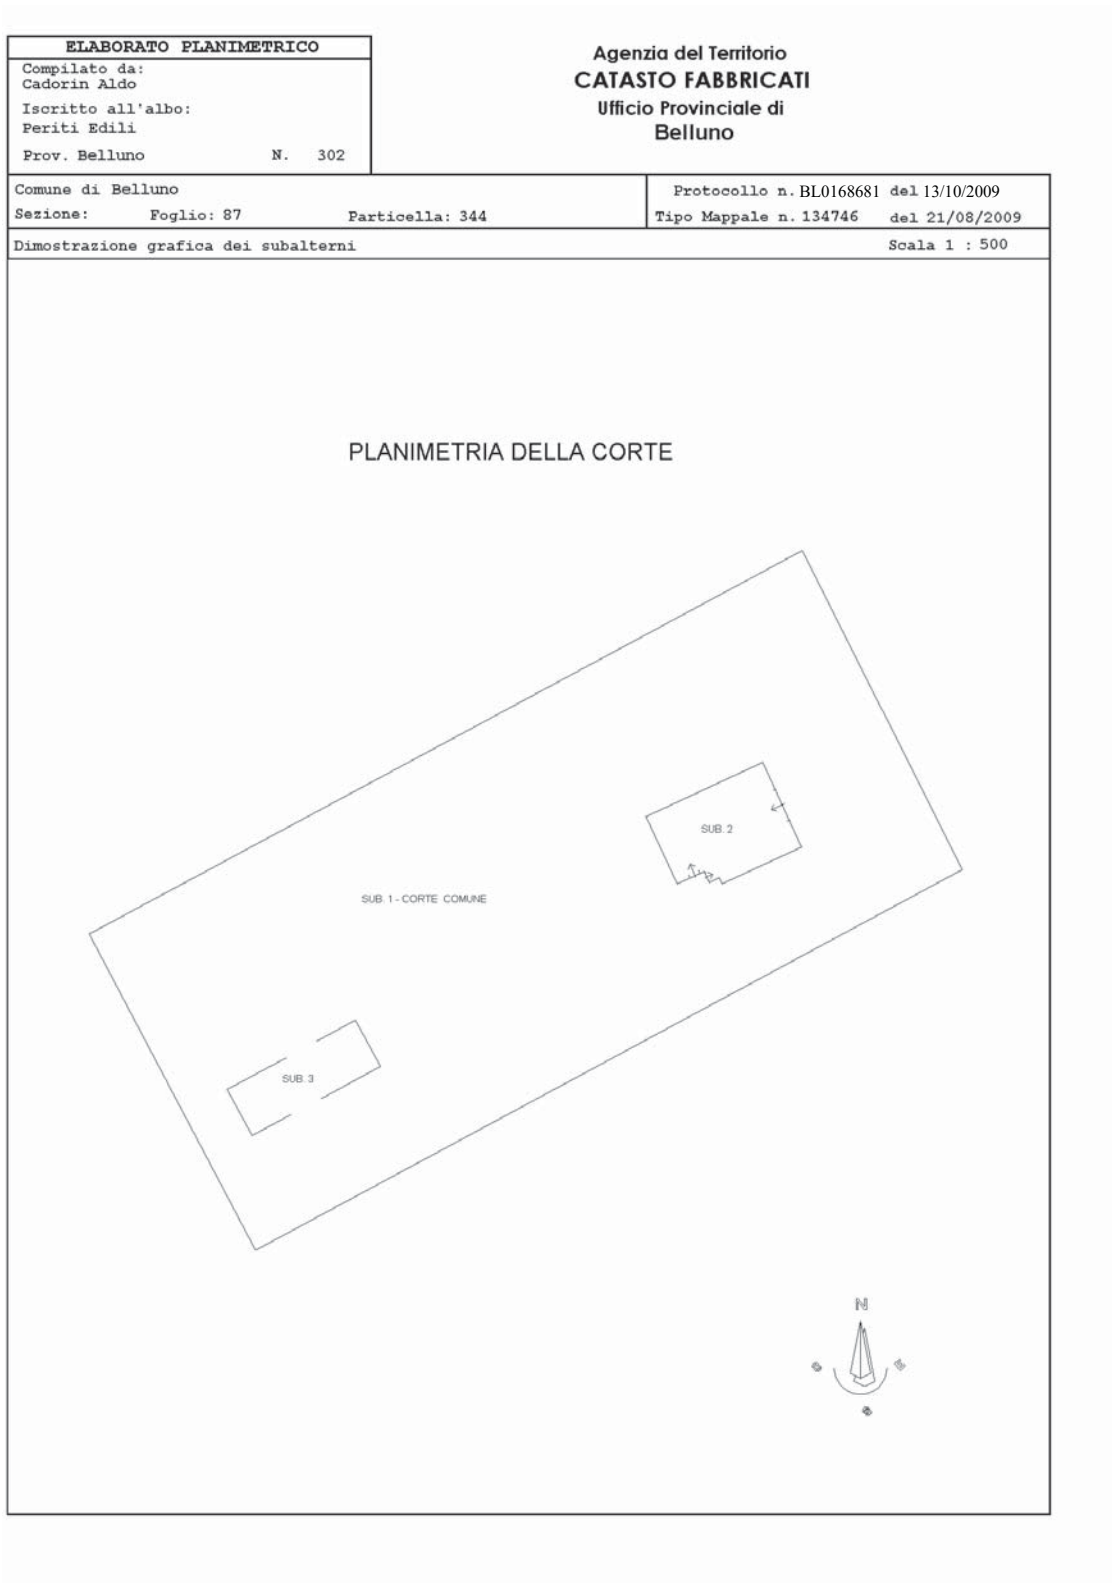 ELABORATO PLANIMETRICO
Compilato da:
Cadorin Aldo
Iscritto all'albo:
Periti Edili
Prov. Belluno N. 302
Agenzia del Territorio
CATASTO FABBRICATI
Ufficio Provinciale di
Belluno
Comune di Belluno
Sezione: Foglio: 87 Particella: 344
Protocollo n. BL0168681 del 13/10/2009
Tipo Mappale n. 134746 del 21/08/2009
Dimostrazione grafica dei subalterni Scala 1 : 500
PLANIMETRIA DELLA CORTE
SUB. 2
SUB. 1 - CORTE COMUNE
SUB. 3
N
E